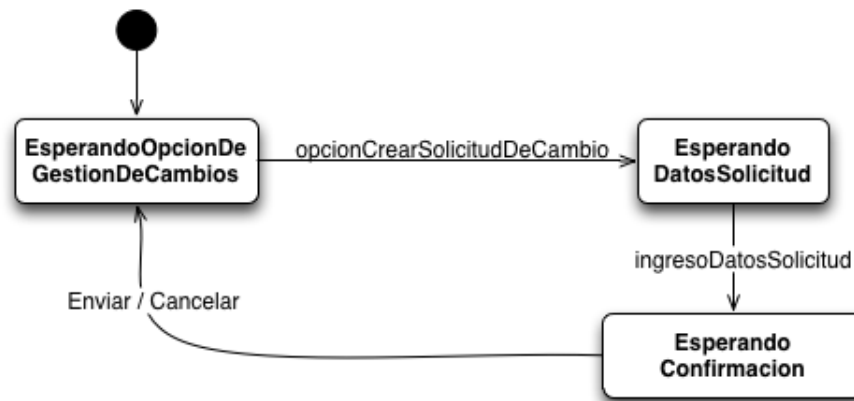 EsperandoOpcionDe
GestionDeCambios
opcionCrearSolicitudDeCambio
Esperando
DatosSolicitud
ingresoDatosSolicitud
Enviar / Cancelar
Esperando
Confirmacion